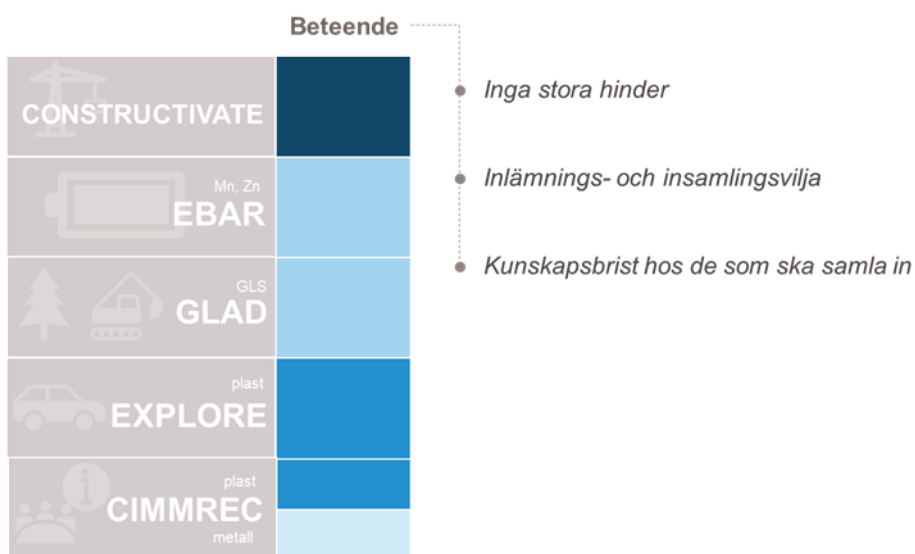 Beteende
CONSTRUCTIVATE
Inga stora hinder
Mn, Zn
EBAR
Inlämnings- och insamlingsvilja
GLS
GLAD
Kunskapsbrist hos de som ska samla in
plast
EXPLORE
plast
CIMMREC
metall
i